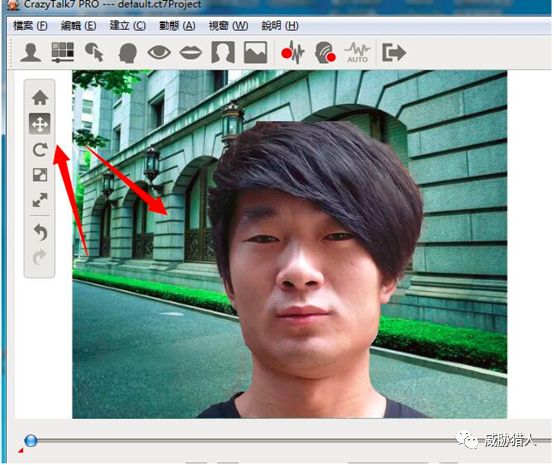 CrazyTalk7 PRO --- default.ct7Project
檔案 (F) 編輯 (E) 建立 (C) 動態 (A) 視窗 (W) 說明 (H)
AUTO
威胁猎人